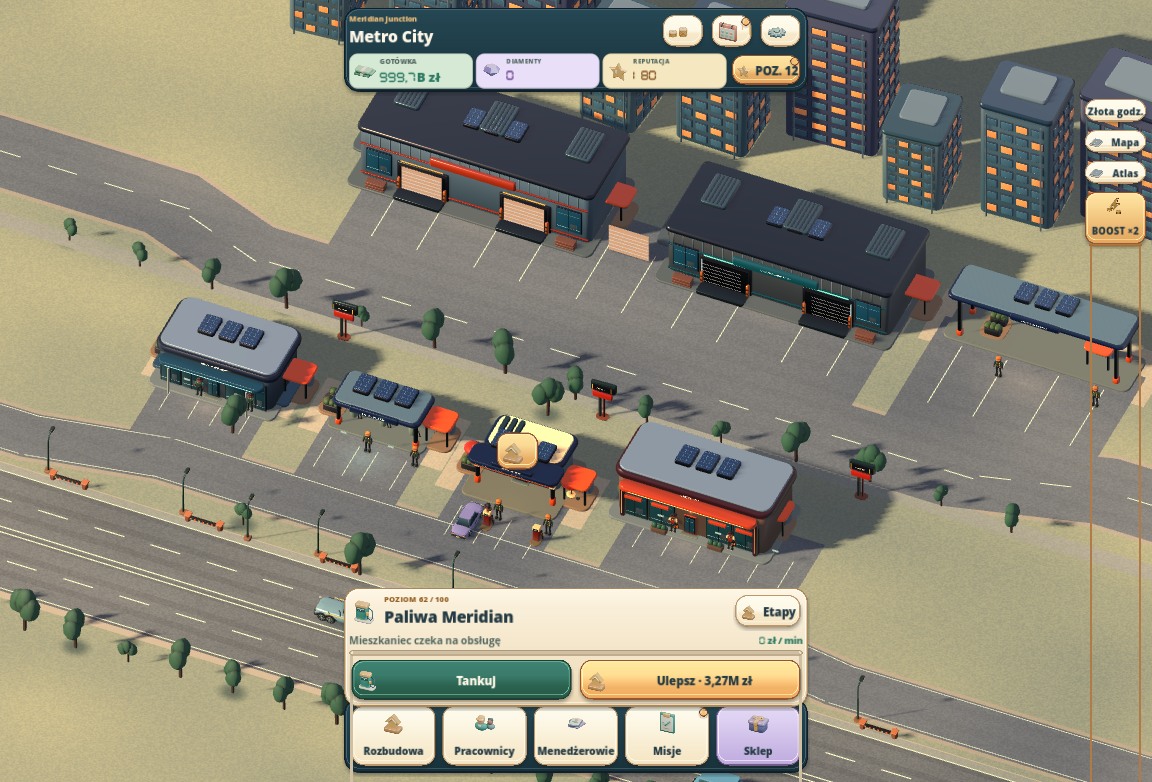 Meridian Junction
Metro City
GOTÓWKA
999,7B zł
DIAMENTY
0
REPUTACJA
80
POZ. 12
Złota godz.
Mapa
Atlas
BOOST ×2
POZIOM 62 / 100
Paliwa Meridian
Etapy
Mieszkaniec czeka na obsługę
0 zł / min
Tankuj
Ulepsz · 3,27M zł
Rozbudowa
Pracownicy
Menedżerowie
Misje
Sklep